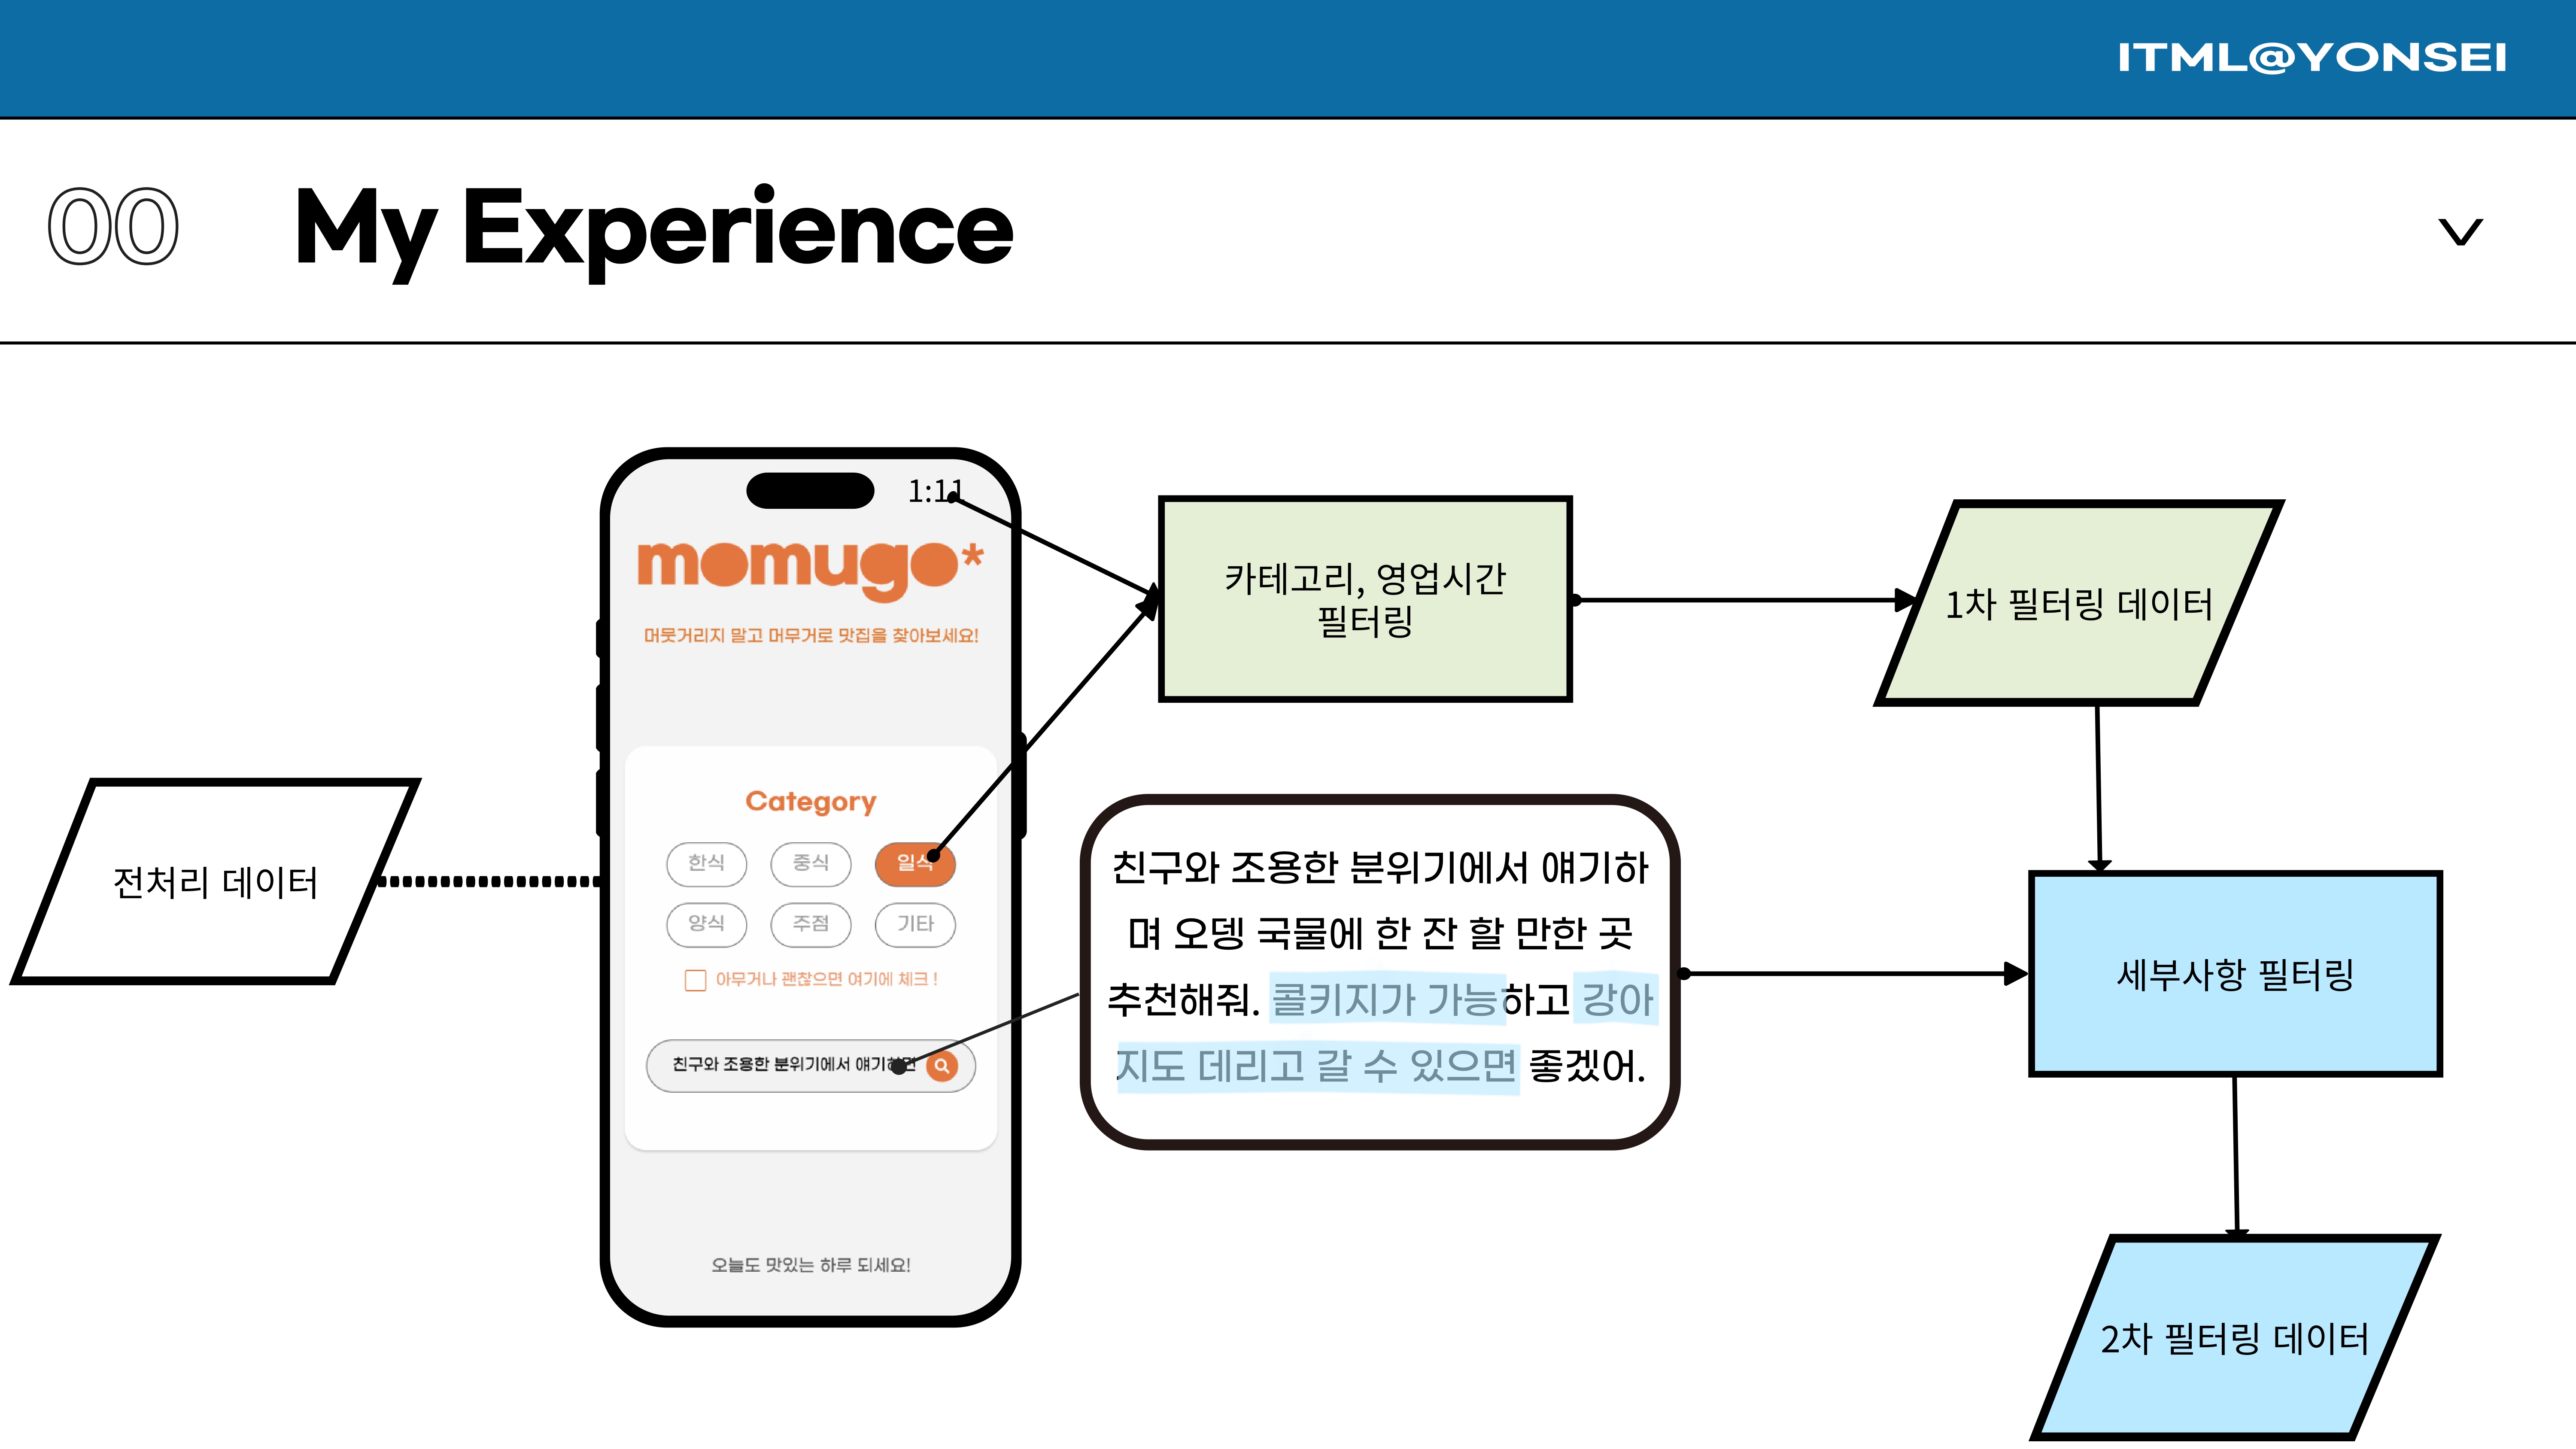 ITML@YONSEI
00
My Experience
1:11
momugo*
머뭇거리지 말고 머무거로 맛집을 찾아보세요!
Category
한식 중식 일식
양식 주점 기타
아무거나 괜찮으면 여기에 체크 !
친구와 조용한 분위기에서 얘기하면
오늘도 맛있는 하루 되세요!
전처리 데이터
카테고리, 영업시간
필터링
1차 필터링 데이터
친구와 조용한 분위기에서 얘기하
며 오뎅 국물에 한 잔 할 만한 곳
추천해줘. 콜키지가 가능하고 강아
지도 데리고 갈 수 있으면 좋겠어.
세부사항 필터링
2차 필터링 데이터